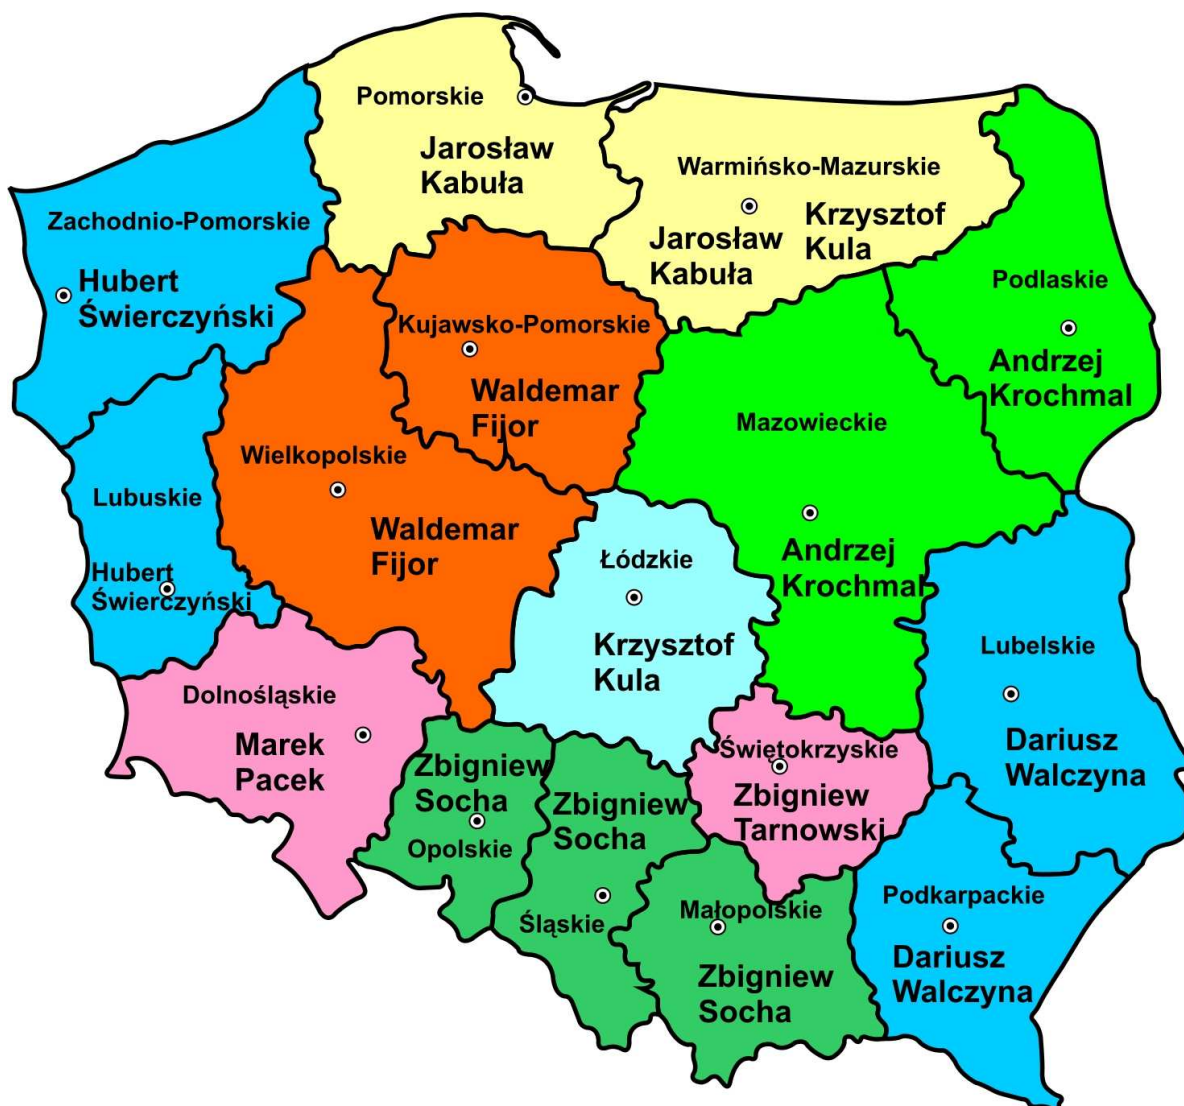 Pomorskie
Jarosław
Kabuła
Warmińsko-Mazurskie
Jarosław
Kabuła
Krzysztof
Kula
Zachodnio-Pomorskie
Hubert
Świerczyński
Podlaskie
Andrzej
Krochmal
Kujawsko-Pomorskie
Waldemar
Fijor
Mazowieckie
Andrzej
Krochmal
Wielkopolskie
Waldemar
Fijor
Lubuskie
Hubert
Świerczyński
Łódzkie
Krzysztof
Kula
Lubelskie
Dariusz
Walczyna
Dolnośląskie
Marek
Pacek
Zbigniew
Socha
Opolskie
Zbigniew
Socha
Śląskie
Świętokrzyskie
Zbigniew
Tarnowski
Małopolskie
Zbigniew
Socha
Podkarpackie
Dariusz
Walczyna